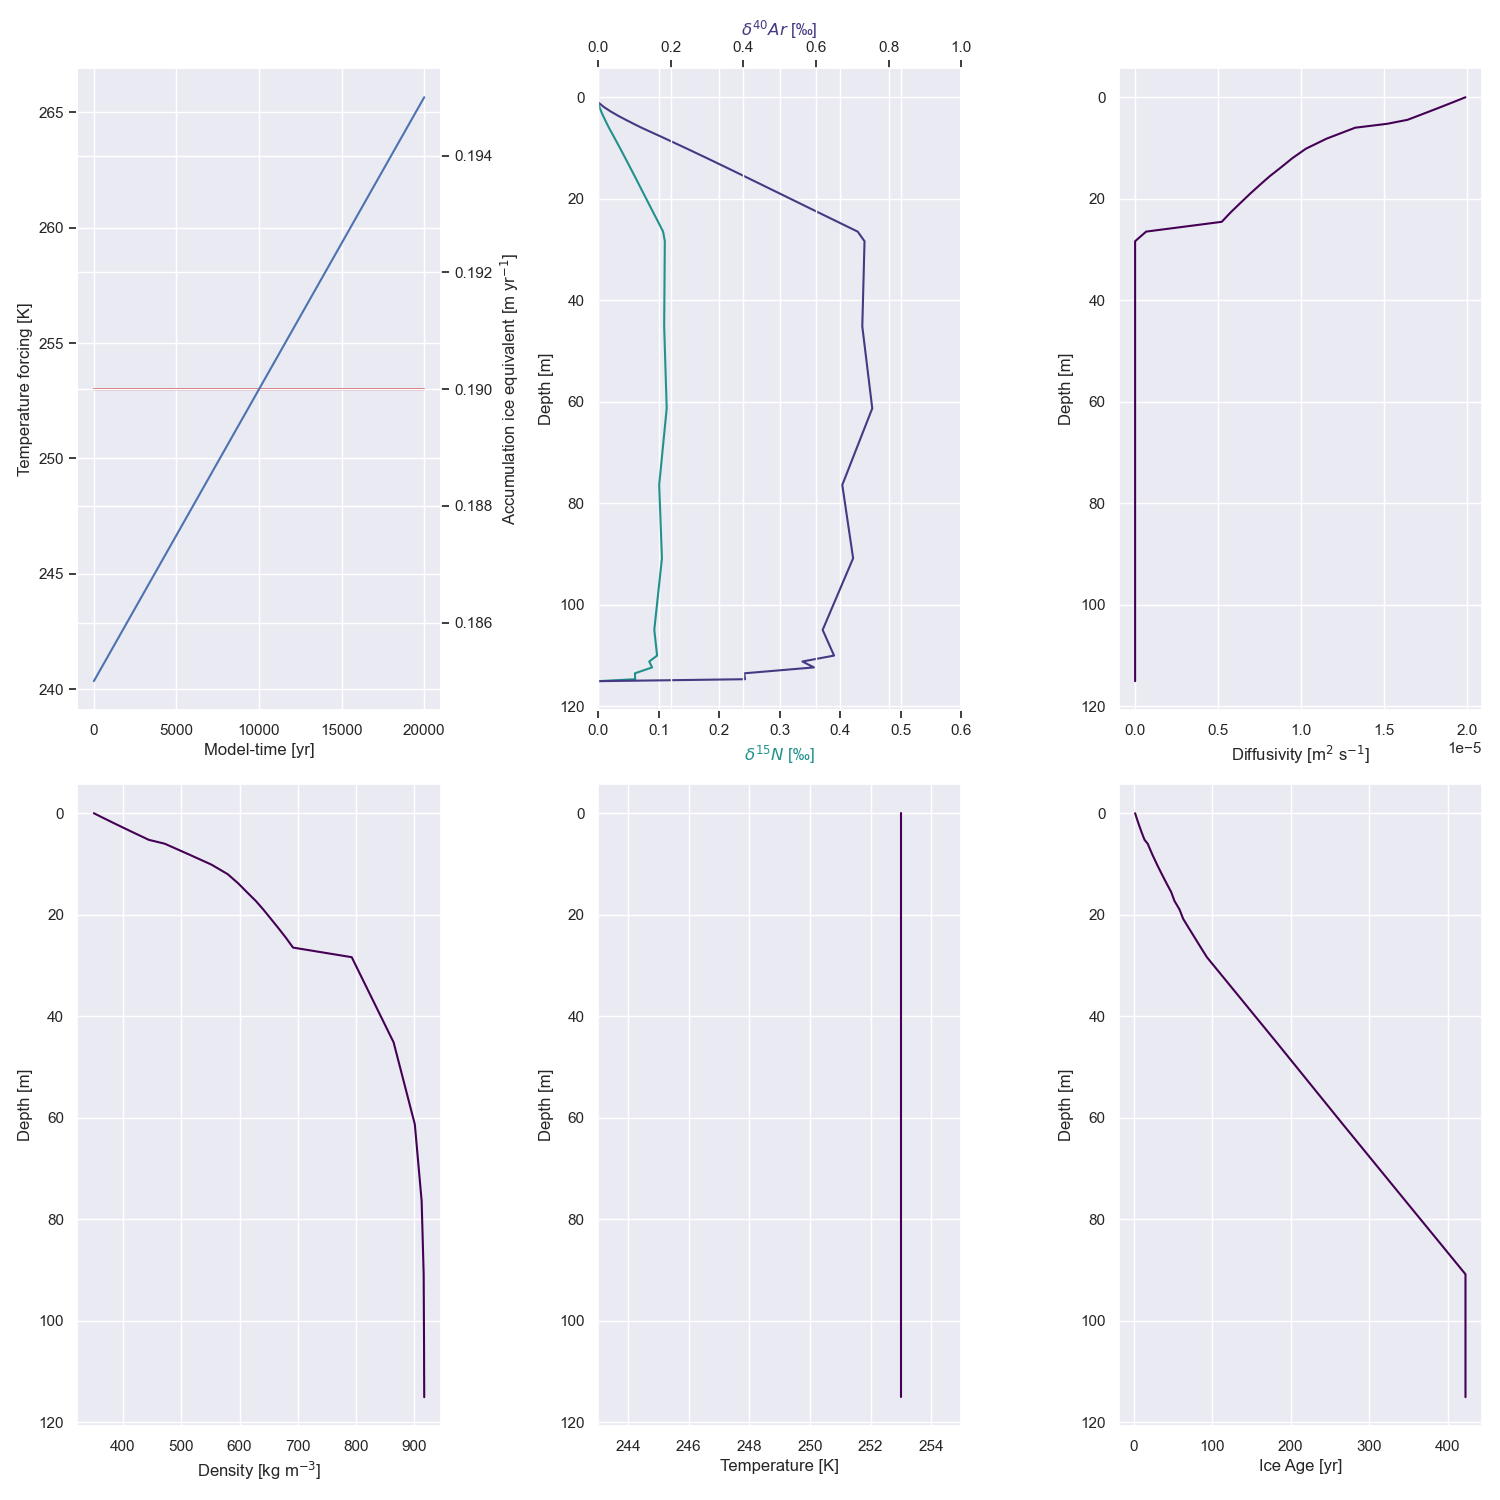 265
260
255
250
245
240
Temperature forcing [K]
0 5000 10000 15000 20000
Model-time [yr]
0.194
0.192
0.190
0.188
0.186
Accumulation ice equivalent [m yr⁻¹]
δ⁴⁰Ar [‰]
0.0 0.2 0.4 0.6 0.8 1.0
0
20
40
60
80
100
120
Depth [m]
0.0 0.1 0.2 0.3 0.4 0.5 0.6
δ¹⁵N [‰]
0
20
40
60
80
100
120
Depth [m]
0.0 0.5 1.0 1.5 2.0
1e−5
Diffusivity [m² s⁻¹]
0
20
40
60
80
100
120
Depth [m]
400 500 600 700 800 900
Density [kg m⁻³]
0
20
40
60
80
100
120
Depth [m]
244 246 248 250 252 254
Temperature [K]
0
20
40
60
80
100
120
Depth [m]
0 100 200 300 400
Ice Age [yr]